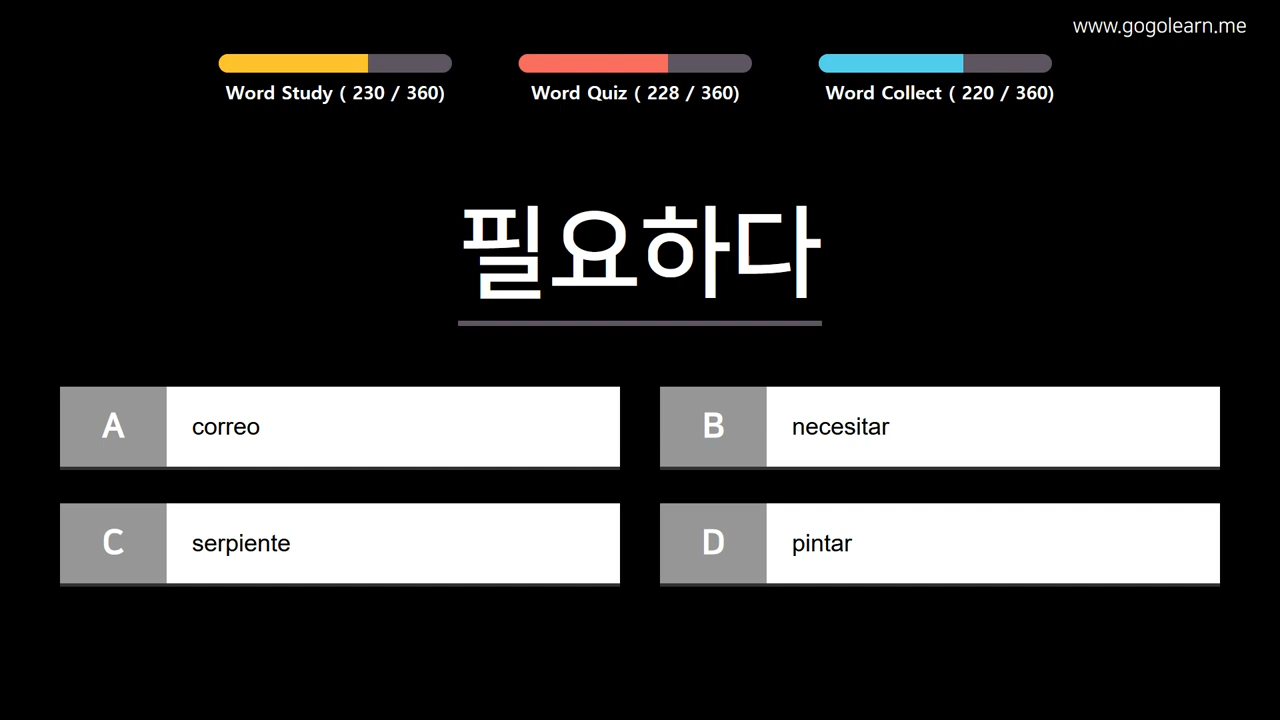 www.gogolearn.me
Word Study ( 230 / 360)
Word Quiz ( 228 / 360)
Word Collect ( 220 / 360)
필요하다
A correo
B necesitar
C serpiente
D pintar